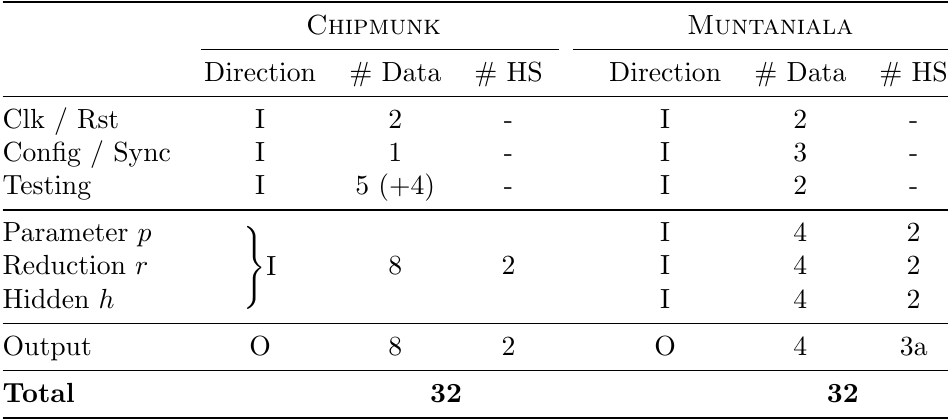 CHIPMUNK MUNTANIALA
Direction # Data # HS Direction # Data # HS
Clk / Rst I 2 - I 2 -
Config / Sync I 1 - I 3 -
Testing I 5 (+4) - I 2 -
Parameter p I 4 2
Reduction r } I 8 2 I 4 2
Hidden h I 4 2
Output O 8 2 O 4 3a
Total 32 32